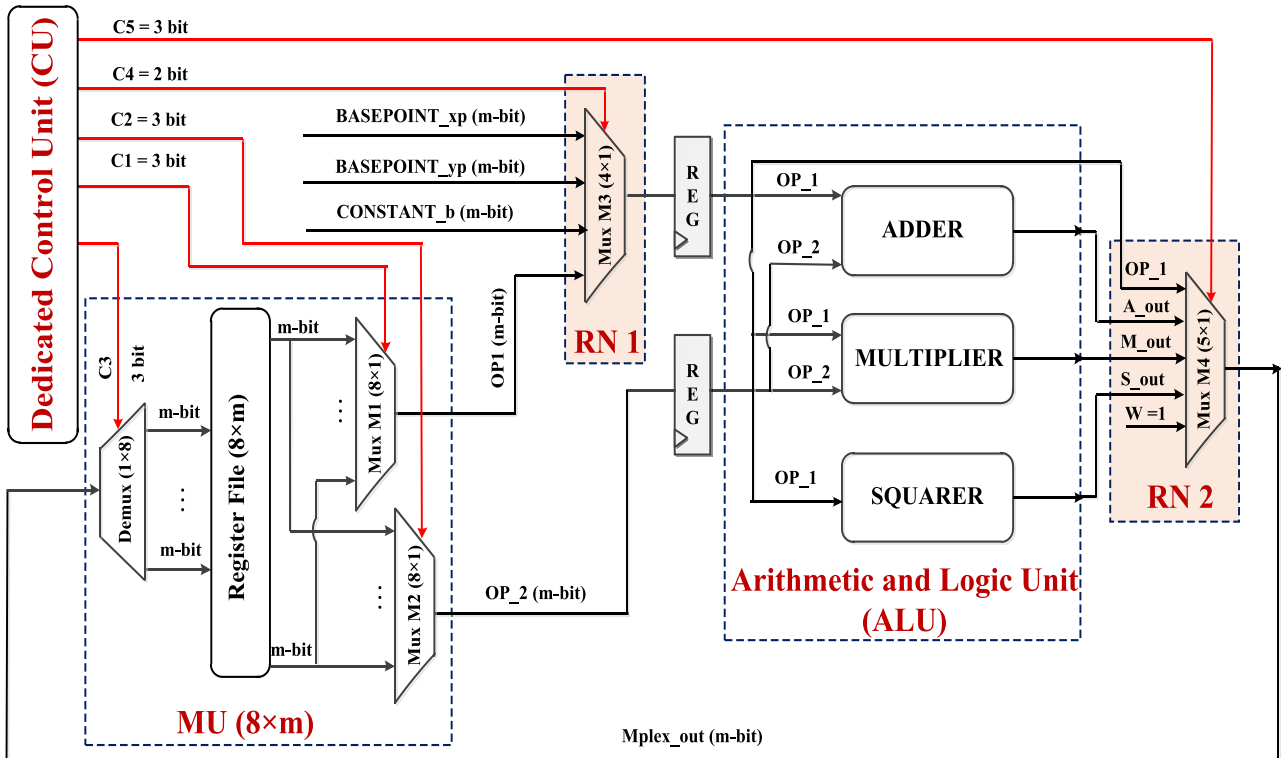 Dedicated Control Unit (CU)
C5 = 3 bit
C4 = 2 bit
C2 = 3 bit
C1 = 3 bit
C3
3 bit
BASEPOINT_xp (m-bit)
BASEPOINT_yp (m-bit)
CONSTANT_b (m-bit)
OP1 (m-bit)
Mux M3 (4×1)
RN 1
REG
REG
OP_1
OP_2
ADDER
OP_1
OP_2
MULTIPLIER
OP_1
SQUARER
Arithmetic and Logic Unit
(ALU)
OP_1
A_out
M_out
S_out
W =1
Mux M4 (5×1)
RN 2
Demux (1×8)
m-bit
...
m-bit
Register File (8×m)
m-bit
m-bit
...
Mux M1 (8×1)
...
Mux M2 (8×1)
OP_2 (m-bit)
MU (8×m)
Mplex_out (m-bit)